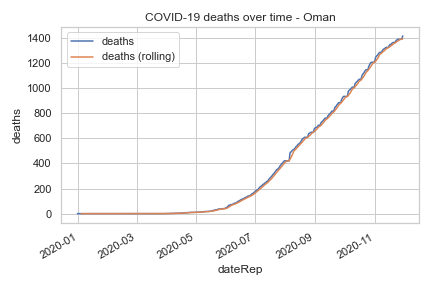 COVID-19 deaths over time - Oman
deaths
deaths (rolling)
1400
1200
1000
800
600
400
200
0
deaths
2020-01
2020-03
2020-05
2020-07
2020-09
2020-11
dateRep